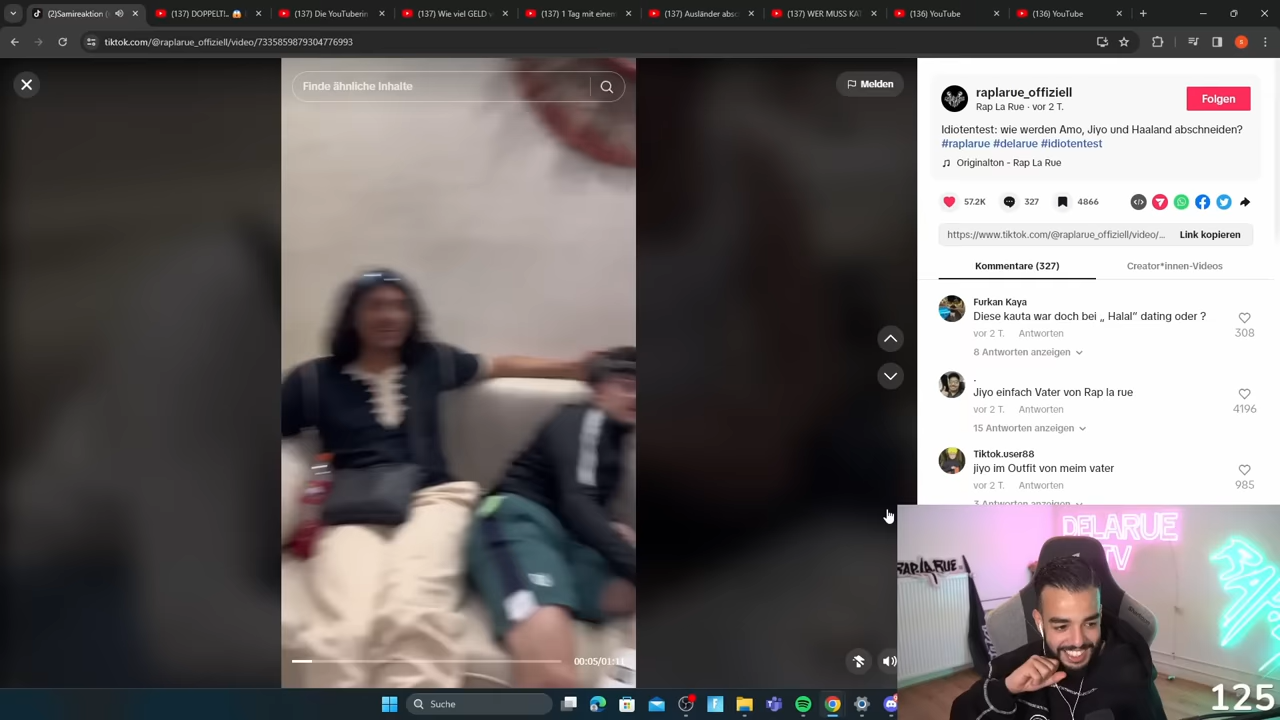 (2)Samireaktion (
(137) DOPPELT!..
(137) Die YouTuberin
(137) Wie viel GELD v
(137) 1 Tag mit einem
(137) Ausländer absc
(137) WER MUSS KA
(136) YouTube
(136) YouTube
tiktok.com/@raplarue_offiziell/video/7335859879304776993
Finde ähnliche Inhalte
Melden
raplarue_offiziell
Rap La Rue · vor 2 T.
Folgen
Idiotentest: wie werden Amo, Jiyo und Haaland abschneiden?
#raplarue #delarue #idiotentest
Originalton - Rap La Rue
57.2K
327
4866
https://www.tiktok.com/@raplarue_offiziell/video/...
Link kopieren
Kommentare (327)
Creator*innen-Videos
Furkan Kaya
Diese kauta war doch bei „ Halal“ dating oder ?
vor 2 T. Antworten
308
8 Antworten anzeigen
.
Jiyo einfach Vater von Rap la rue
vor 2 T. Antworten
4196
15 Antworten anzeigen
Tiktok.user88
jiyo im Outfit von meim vater
vor 2 T. Antworten
985
3 Antworten anzeigen
DELARUE
TV
RAP LA RUE
00:05/01:11
Suche
125